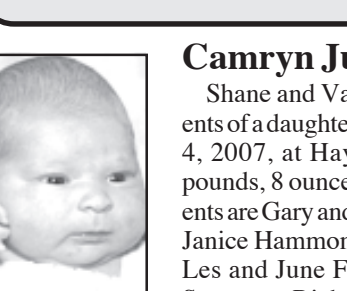 Camryn Ju
Shane and Va
ents of a daughte
4, 2007, at Hay
pounds, 8 ounce
ents are Gary and
Janice Hammon
Les and June F